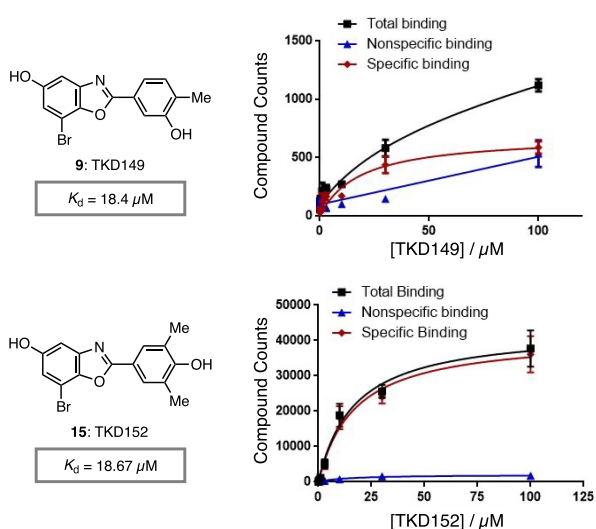 Total binding
Nonspecific binding
Specific binding
HO
N
O
Br
Me
OH
9: TKD149
Kd = 18.4 µM
Compound Counts
1500
1000
500
0
0
50
100
[TKD149] / µM
Total Binding
Nonspecific binding
Specific Binding
HO
N
O
Br
Me
OH
Me
15: TKD152
Kd = 18.67 µM
Compound Counts
50000
40000
30000
20000
10000
0
0
25
50
75
100
125
[TKD152] / µM